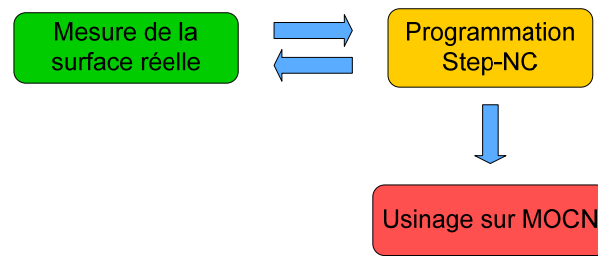 Mesure de la
surface réelle
Programmation
Step-NC
Usinage sur MOCN